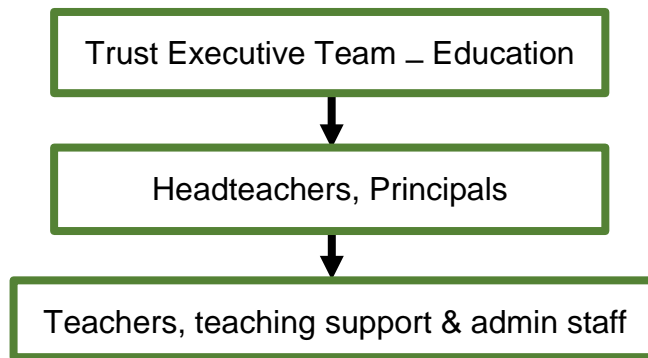 Trust Executive Team – Education
Headteachers, Principals
Teachers, teaching support & admin staff